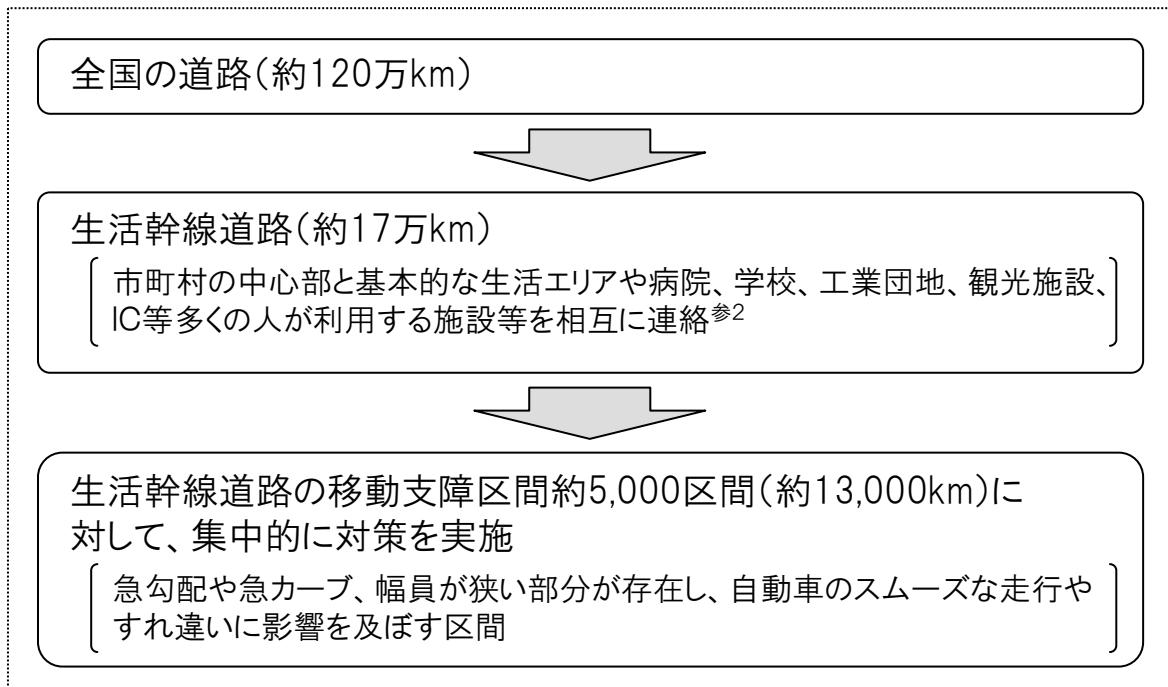 全国の道路(約120万km)
生活幹線道路(約17万km)
市町村の中心部と基本的な生活エリアや病院、学校、工業団地、観光施設、
IC等多くの人が利用する施設等を相互に連絡参2
生活幹線道路の移動支障区間約5,000区間(約13,000km)に
対して、集中的に対策を実施
急勾配や急カーブ、幅員が狭い部分が存在し、自動車のスムーズな走行や
すれ違いに影響を及ぼす区間